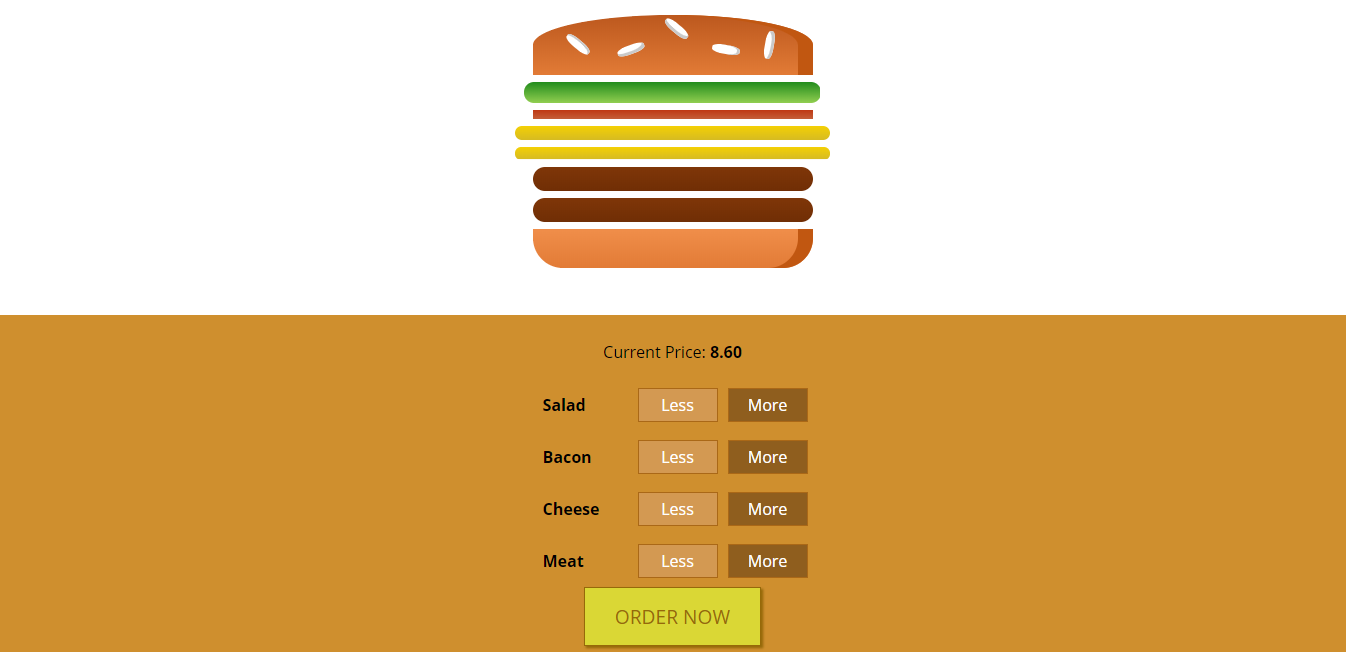 Current Price: 8.60
Salad Less More
Bacon Less More
Cheese Less More
Meat Less More
ORDER NOW